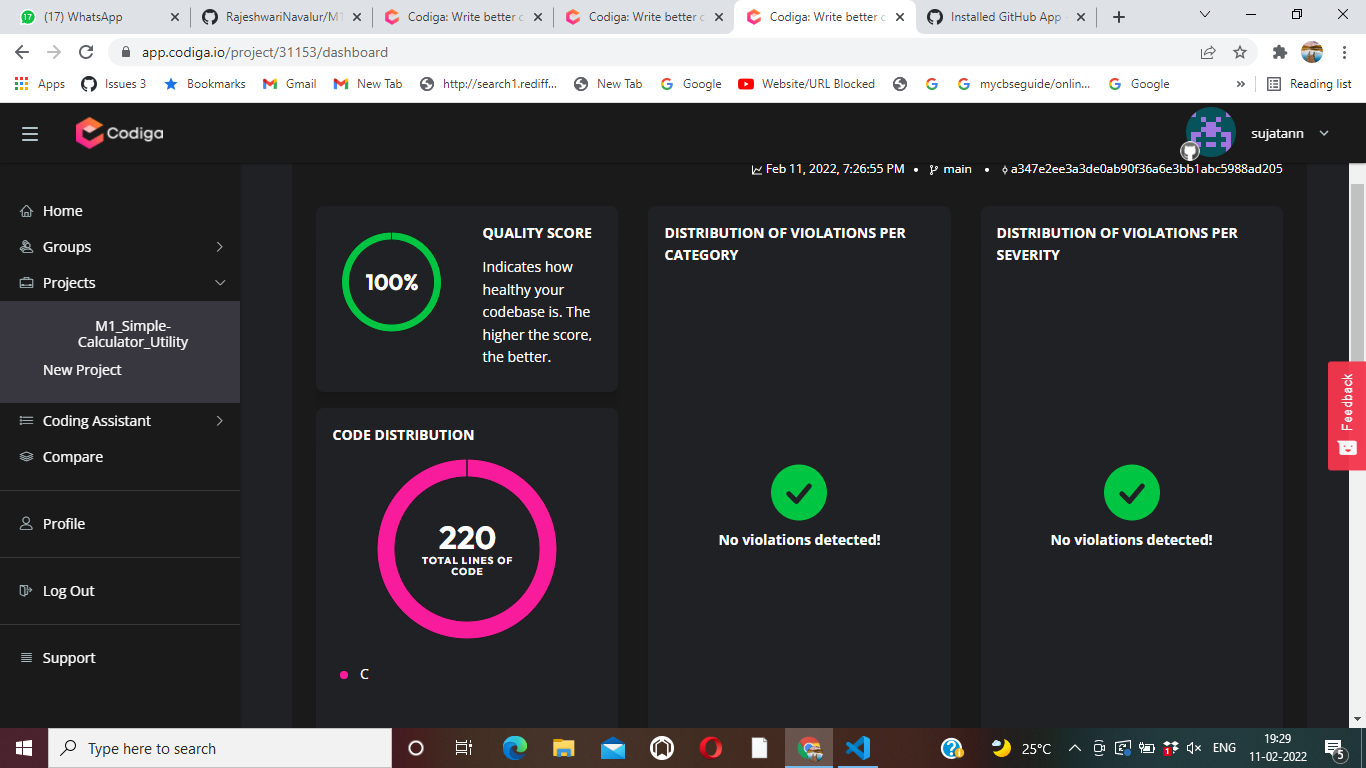 (17) WhatsApp
RajeshwariNavalur/M1
Codiga: Write better c
Codiga: Write better c
Codiga: Write better c
Installed GitHub App
app.codiga.io/project/31153/dashboard
Apps
Issues 3
Bookmarks
Gmail
New Tab
http://search1.rediff...
New Tab
Google
Website/URL Blocked
mycbseguide/onlin...
Google
»
Reading list
Codiga
sujatann
Feb 11, 2022, 7:26:55 PM • main • a347e2ee3a3de0ab90f36a6e3bb1abc5988ad205
Home
Groups
Projects
M1_Simple-
Calculator_Utility
New Project
Coding Assistant
Compare
Profile
Log Out
Support
100%
QUALITY SCORE
Indicates how
healthy your
codebase is. The
higher the score,
the better.
CODE DISTRIBUTION
220
TOTAL LINES OF
CODE
C
DISTRIBUTION OF VIOLATIONS PER
CATEGORY
No violations detected!
DISTRIBUTION OF VIOLATIONS PER
SEVERITY
No violations detected!
Feedback
Type here to search
25°C
ENG
19:29
11-02-2022
5